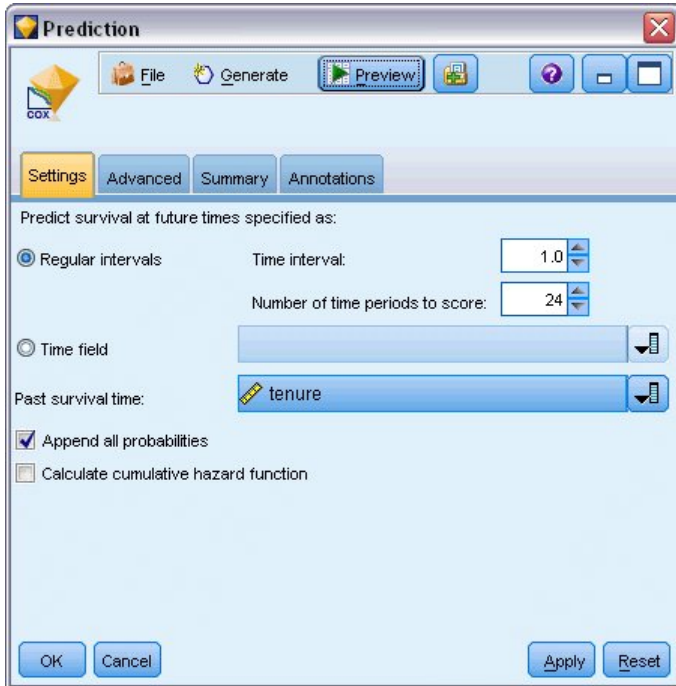 Prediction
File Generate Preview
COX
Settings Advanced Summary Annotations
Predict survival at future times specified as:
Regular intervals Time interval: 1.0
Number of time periods to score: 24
Time field
Past survival time: tenure
Append all probabilities
Calculate cumulative hazard function
OK Cancel Apply Reset